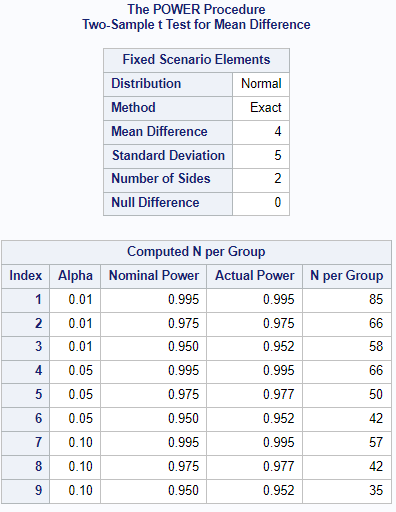 The POWER Procedure
Two-Sample t Test for Mean Difference
Fixed Scenario Elements
Distribution Normal
Method Exact
Mean Difference 4
Standard Deviation 5
Number of Sides 2
Null Difference 0
Computed N per Group
Index Alpha Nominal Power Actual Power N per Group
1 0.01 0.995 0.995 85
2 0.01 0.975 0.975 66
3 0.01 0.950 0.952 58
4 0.05 0.995 0.995 66
5 0.05 0.975 0.977 50
6 0.05 0.950 0.952 42
7 0.10 0.995 0.995 57
8 0.10 0.975 0.977 42
9 0.10 0.950 0.952 35